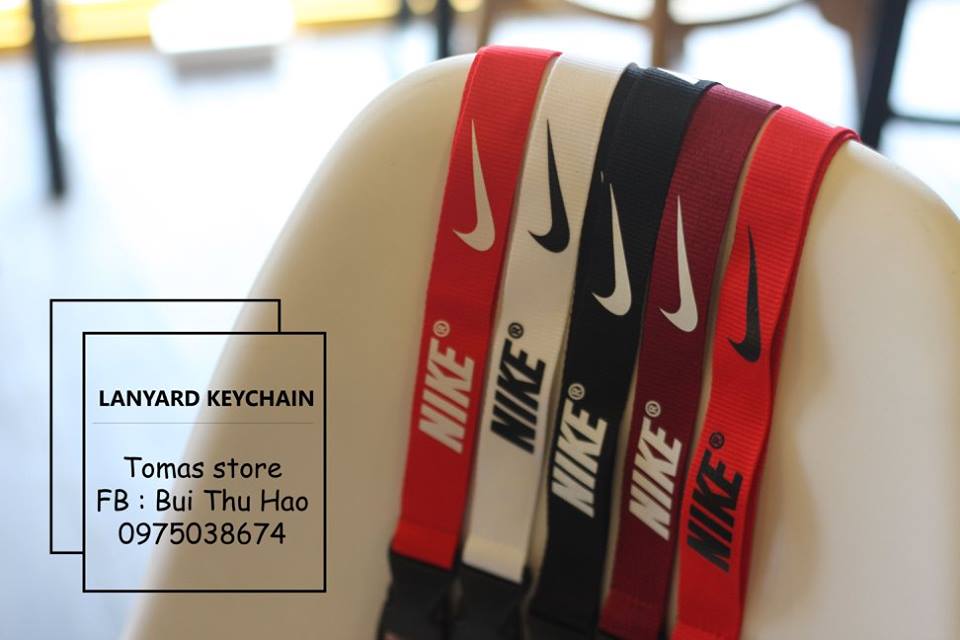 LANYARD KEYCHAIN
Tomas store
FB : Bui Thu Hao
0975038674
NIKE®
NIKE®
NIKE®
NIKE®
NIKE®